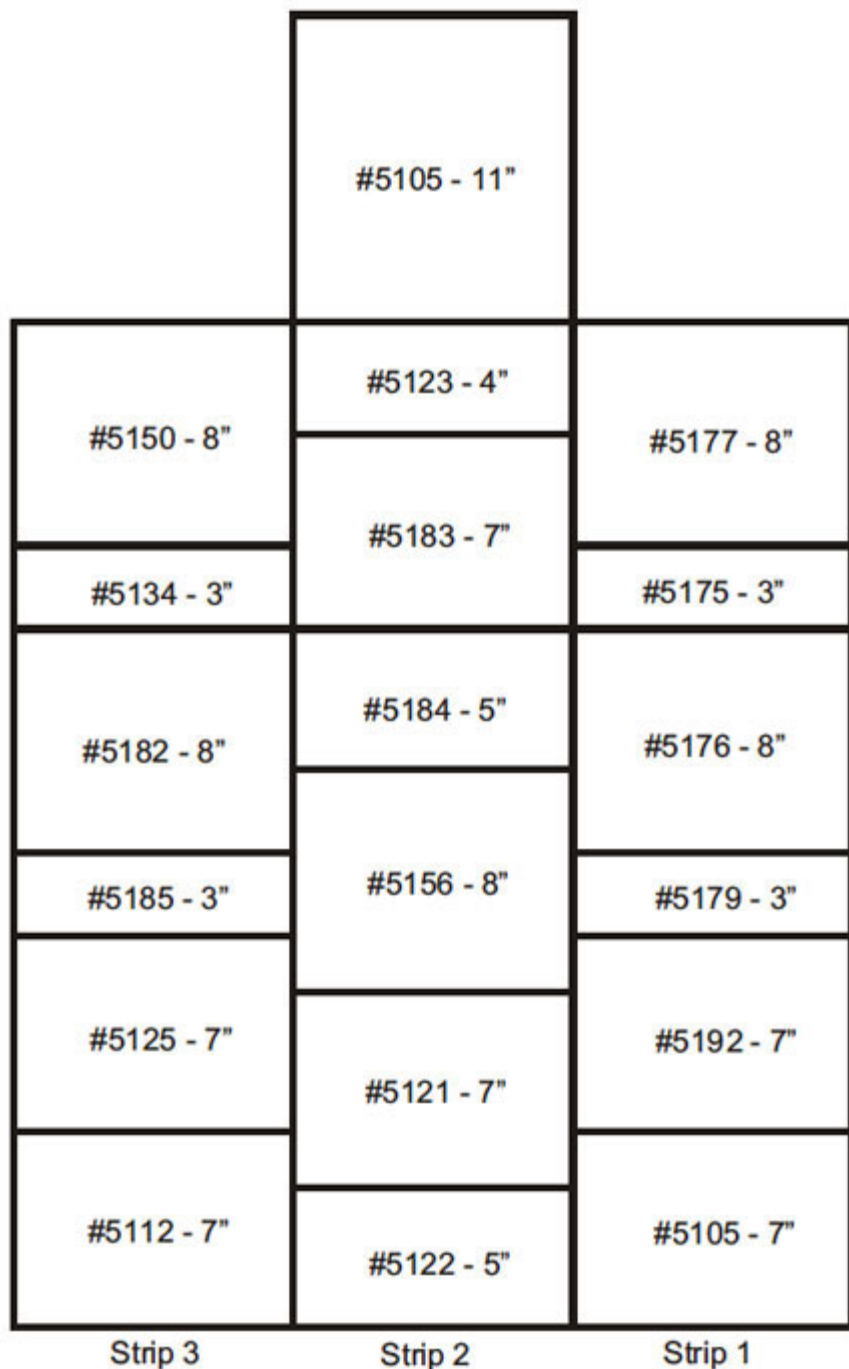 #5105 - 11”
#5123 - 4”
#5150 - 8”
#5177 - 8”
#5183 - 7”
#5134 - 3”
#5175 - 3”
#5184 - 5”
#5182 - 8”
#5176 - 8”
#5156 - 8”
#5185 - 3”
#5179 - 3”
#5125 - 7”
#5192 - 7”
#5121 - 7”
#5112 - 7”
#5105 - 7”
#5122 - 5”
Strip 3
Strip 2
Strip 1